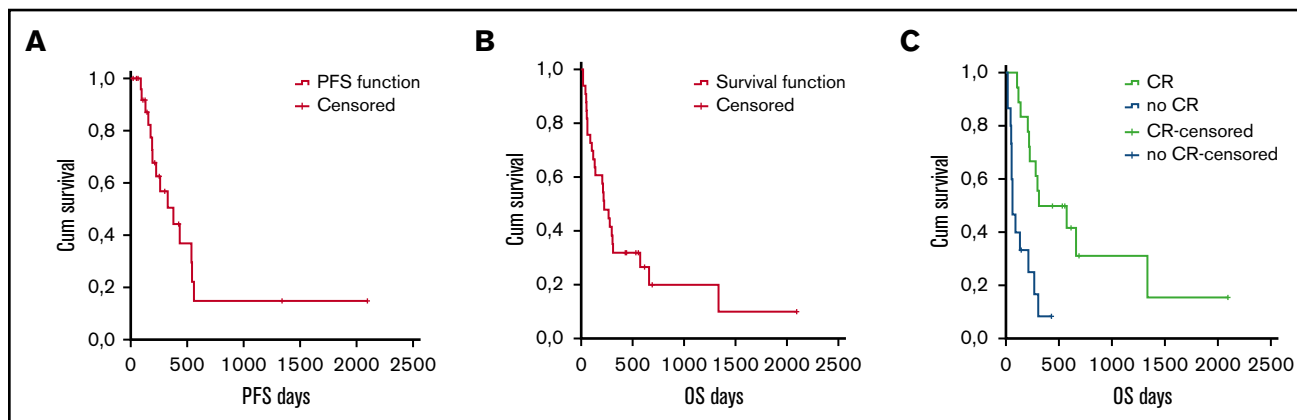 A
PFS function
Censored
Cum survival
1,0
0,8
0,6
0,4
0,2
0,0
0 500 1000 1500 2000 2500
PFS days
B
Survival function
Censored
Cum survival
1,0
0,8
0,6
0,4
0,2
0,0
0 500 1000 1500 2000 2500
OS days
C
CR
no CR
CR-censored
no CR-censored
Cum survival
1,0
0,8
0,6
0,4
0,2
0,0
0 500 1000 1500 2000 2500
OS days